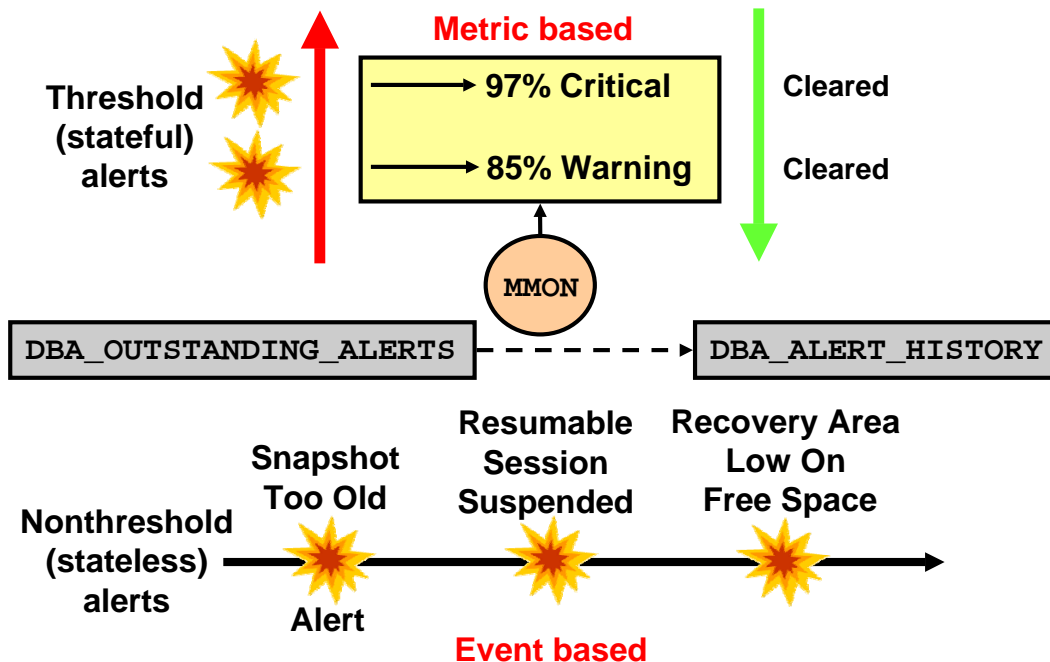 Metric based
Threshold
(stateful)
alerts
97% Critical
85% Warning
Cleared
Cleared
MMON
DBA_OUTSTANDING_ALERTS
DBA_ALERT_HISTORY
Nonthreshold
(stateless)
alerts
Snapshot
Too Old
Alert
Resumable
Session
Suspended
Recovery Area
Low On
Free Space
Event based